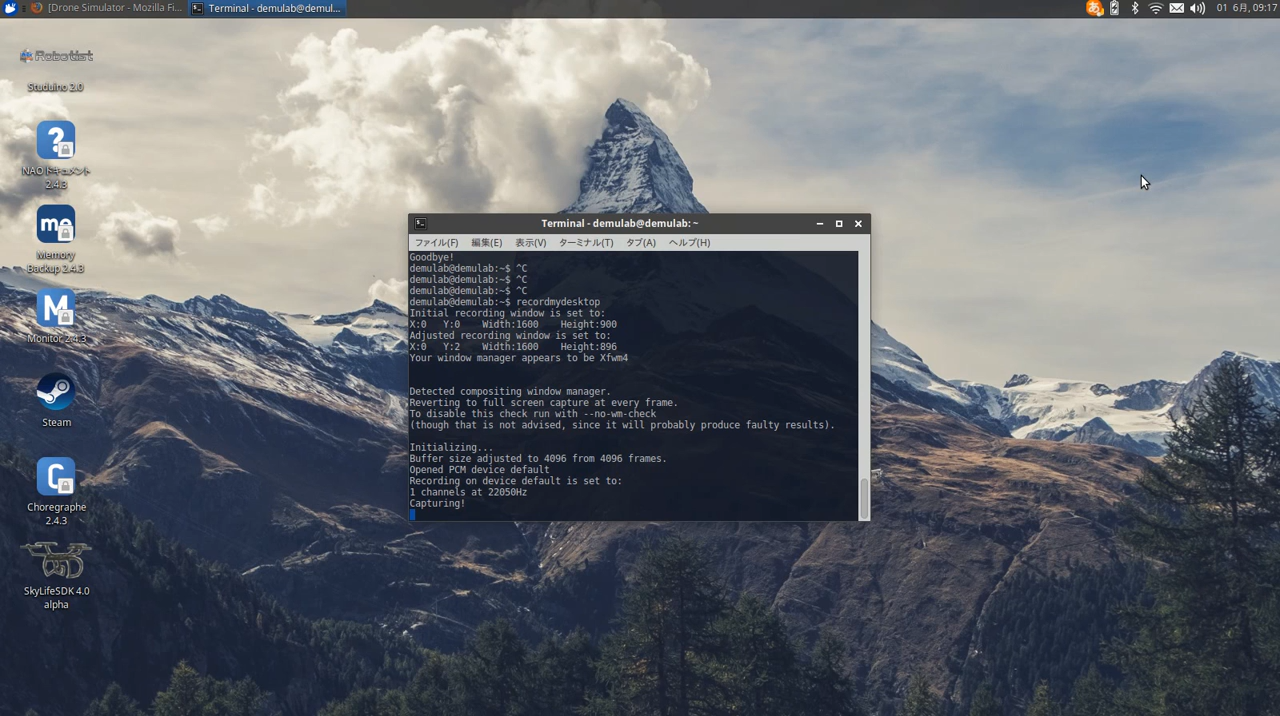 [Drone Simulator - Mozilla Fi...
Terminal - demulab@demul...
あ
01 6月, 09:17
Robotist
Studuino 2.0
?
NAO ドキュメント
2.4.3
me
Memory
Backup 2.4.3
M
Monitor 2.4.3
Steam
C
Choregraphe
2.4.3
SkyLifeSDK 4.0
alpha
Terminal - demulab@demulab: ~
ファイル(F) 編集(E) 表示(V) ターミナル(T) タブ(A) ヘルプ(H)
Goodbye!
demulab@demulab:~$ ^C
demulab@demulab:~$ ^C
demulab@demulab:~$ ^C
demulab@demulab:~$ recordmydesktop
Initial recording window is set to:
X:0 Y:0 Width:1600 Height:900
Adjusted recording window is set to:
X:0 Y:2 Width:1600 Height:896
Your window manager appears to be Xfwm4
Detected compositing window manager.
Reverting to full screen capture at every frame.
To disable this check run with --no-wm-check
(though that is not advised, since it will probably produce faulty results).
Initializing...
Buffer size adjusted to 4096 from 4096 frames.
Opened PCM device default
Recording on device default is set to:
1 channels at 22050Hz
Capturing!